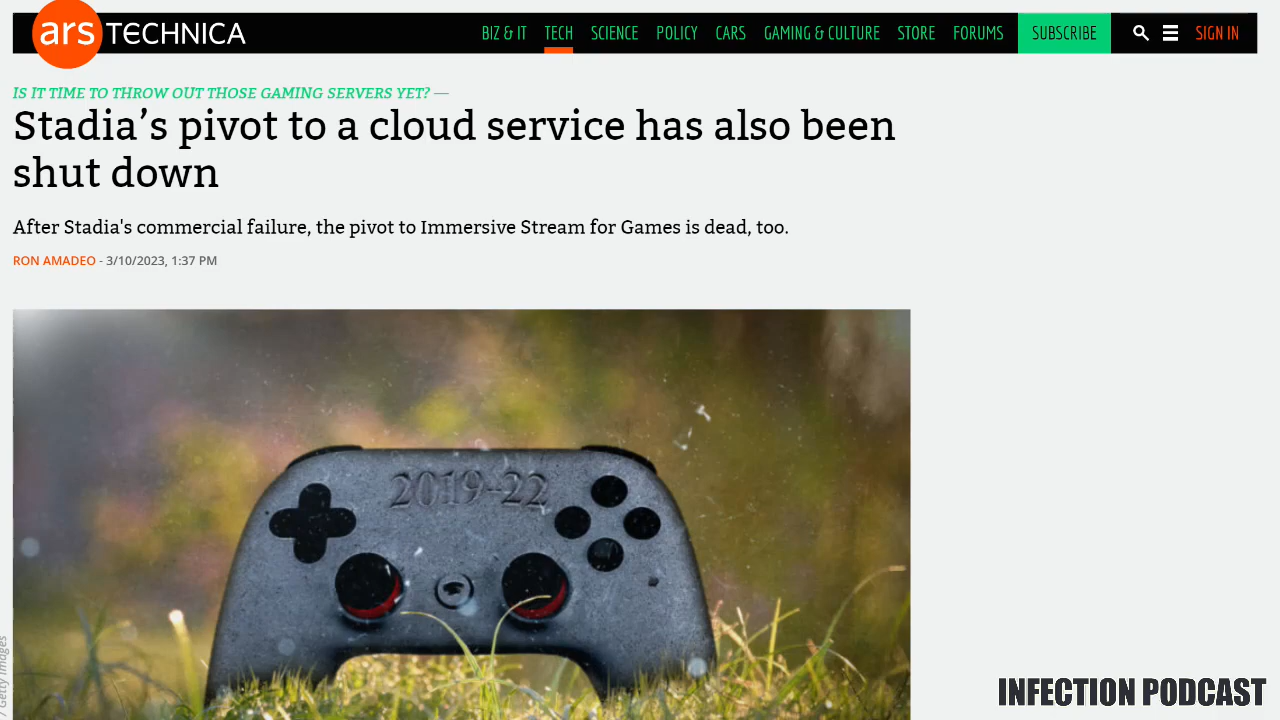 ars TECHNICA
BIZ & IT TECH SCIENCE POLICY CARS GAMING & CULTURE STORE FORUMS SUBSCRIBE SIGN IN
IS IT TIME TO THROW OUT THOSE GAMING SERVERS YET? —
Stadia’s pivot to a cloud service has also been
shut down
After Stadia's commercial failure, the pivot to Immersive Stream for Games is dead, too.
RON AMADEO - 3/10/2023, 1:37 PM
2019-22
/ Getty Images
INFECTION PODCAST